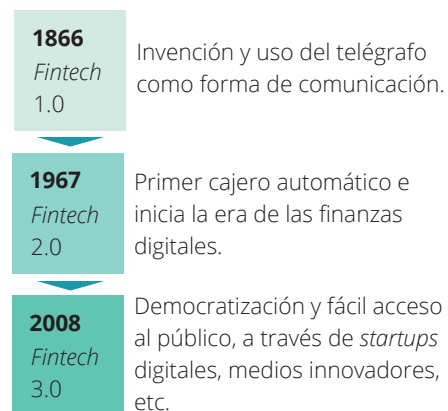 1866
Fintech
1.0
Invención y uso del telégrafo
como forma de comunicación.
1967
Fintech
2.0
Primer cajero automático e
inicia la era de las finanzas
digitales.
2008
Fintech
3.0
Democratización y fácil acceso
al público, a través de startups
digitales, medios innovadores,
etc.